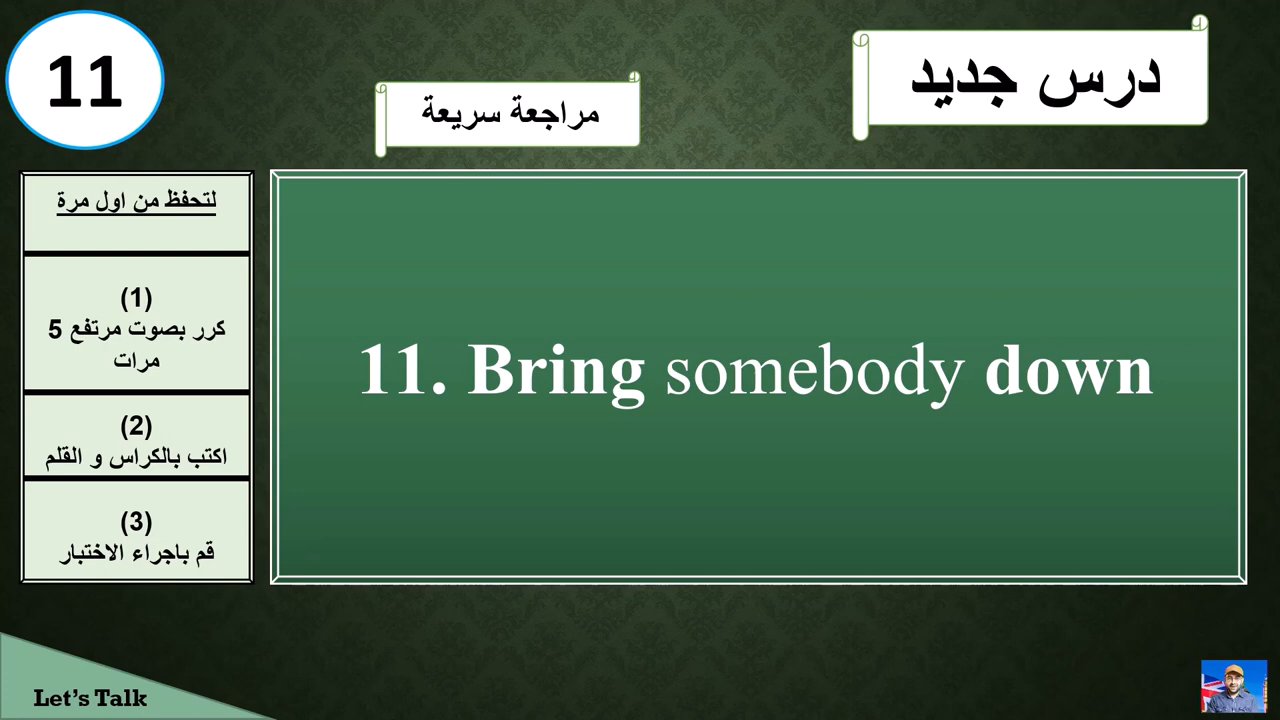 11
درس جديد
مراجعة سريعة
لتحفظ من اول مرة
(1)
كرر بصوت مرتفع 5
مرات
(2)
اكتب بالكراس و القلم
(3)
قم باجراء الاختبار
11. Bring somebody down
Let's Talk